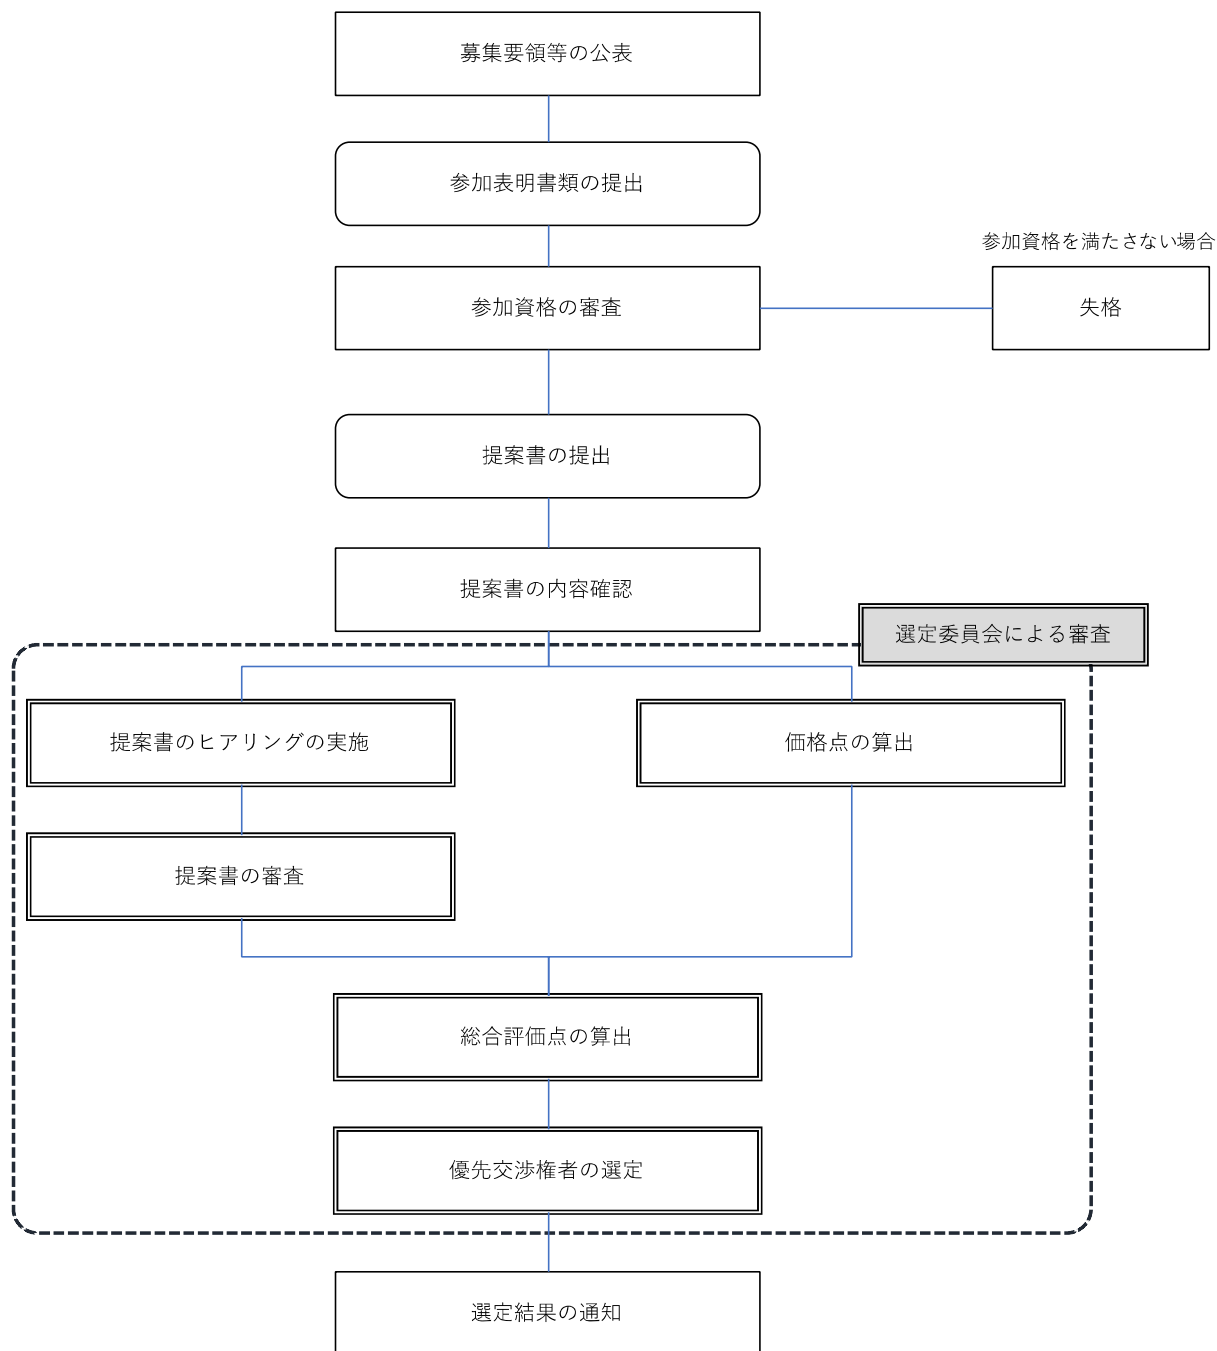 募集要領等の公表
参加表明書類の提出
参加資格を満たさない場合
参加資格の審査
失格
提案書の提出
提案書の内容確認
選定委員会による審査
提案書のヒアリングの実施
価格点の算出
提案書の審査
総合評価点の算出
優先交渉権者の選定
選定結果の通知